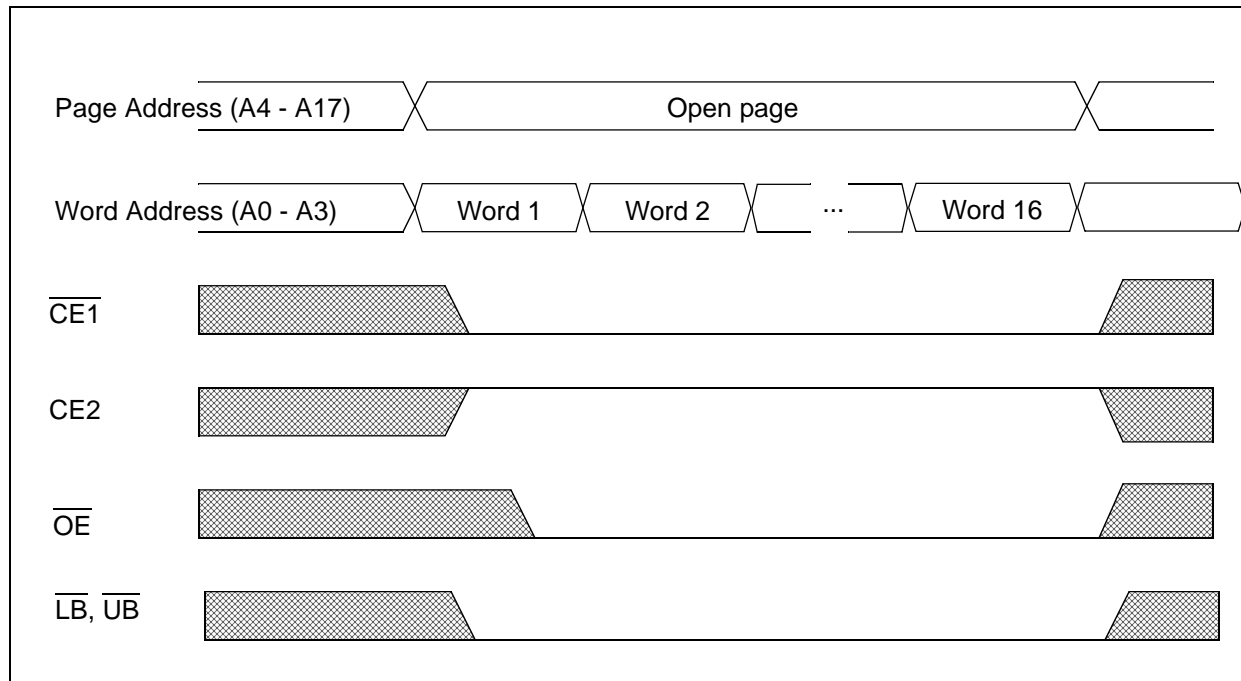 Page Address (A4 - A17) Open page
Word Address (A0 - A3) Word 1 Word 2 ... Word 16
CE1
CE2
OE
LB, UB